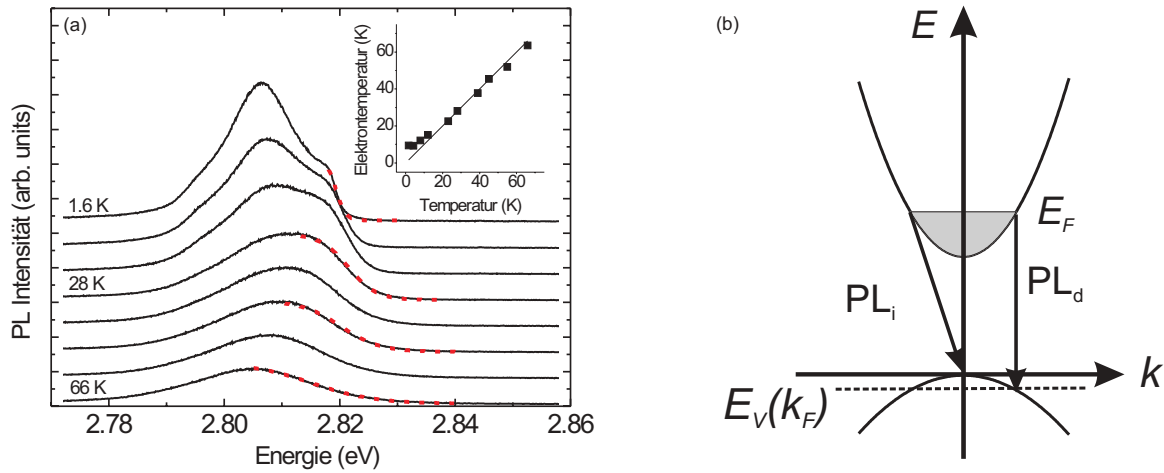 (a)
PL Intensität (arb. units)
1.6 K
28 K
66 K
2.78 2.80 2.82 2.84 2.86
Energie (eV)
Elektrontemperatur (K)
80
60
40
20
0
0 20 40 60
Temperatur (K)
(b)
E
E_F
PL_i
PL_d
k
E_V(k_F)